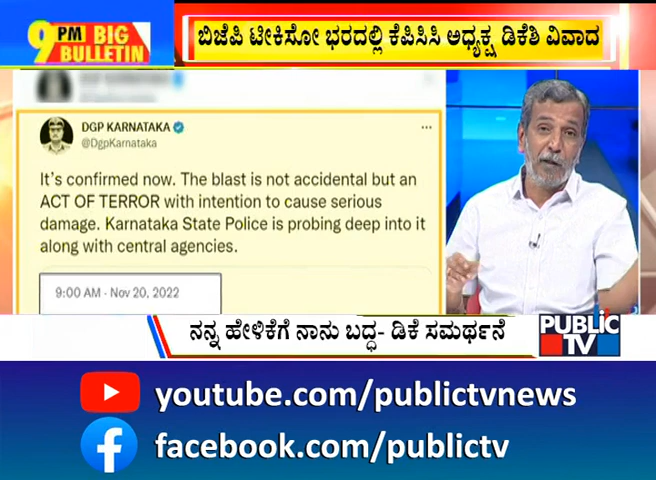 9 PM BIG BULLETIN
ಬಿಜೆಪಿ ಟೀಕಿಸೋ ಭರದಲ್ಲಿ ಕೆಪಿಸಿಸಿ ಅಧ್ಯಕ್ಷ ಡಿಕೆಶಿ ವಿವಾದ
DGP KARNATAKA
@DgpKarnataka
It's confirmed now. The blast is not accidental but an
ACT OF TERROR with intention to cause serious
damage. Karnataka State Police is probing deep into it
along with central agencies.
9:00 AM - Nov 20, 2022
ನನ್ನ ಹೇಳಿಕೆಗೆ ನಾನು ಬದ್ಧ- ಡಿಕೆ ಸಮರ್ಥನೆ
PUBLIC TV
youtube.com/publictvnews
facebook.com/publictv